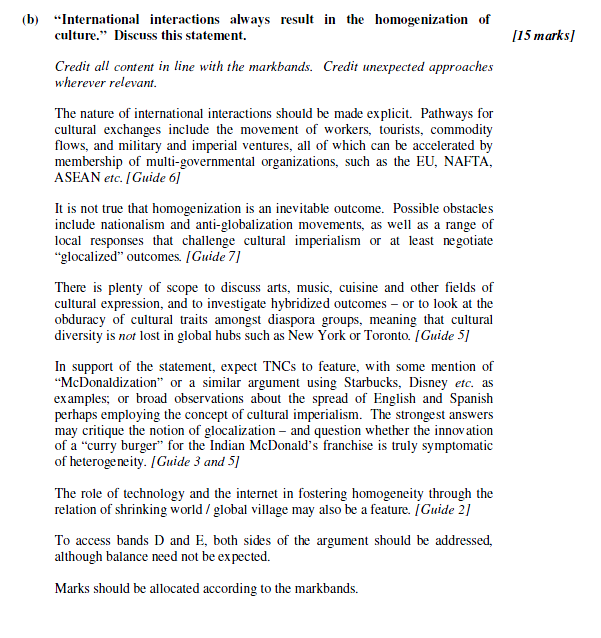 (b) “International interactions always result in the homogenization of
culture.” Discuss this statement. [15 marks]
Credit all content in line with the markbands. Credit unexpected approaches
wherever relevant.
The nature of international interactions should be made explicit. Pathways for
cultural exchanges include the movement of workers, tourists, commodity
flows, and military and imperial ventures, all of which can be accelerated by
membership of multi-governmental organizations, such as the EU, NAFTA,
ASEAN etc. [Guide 6]
It is not true that homogenization is an inevitable outcome. Possible obstacles
include nationalism and anti-globalization movements, as well as a range of
local responses that challenge cultural imperialism or at least negotiate
“glocalized” outcomes. [Guide 7]
There is plenty of scope to discuss arts, music, cuisine and other fields of
cultural expression, and to investigate hybridized outcomes – or to look at the
obduracy of cultural traits amongst diaspora groups, meaning that cultural
diversity is not lost in global hubs such as New York or Toronto. [Guide 5]
In support of the statement, expect TNCs to feature, with some mention of
“McDonaldization” or a similar argument using Starbucks, Disney etc. as
examples; or broad observations about the spread of English and Spanish
perhaps employing the concept of cultural imperialism. The strongest answers
may critique the notion of glocalization – and question whether the innovation
of a “curry burger” for the Indian McDonald’s franchise is truly symptomatic
of heterogeneity. [Guide 3 and 5]
The role of technology and the internet in fostering homogeneity through the
relation of shrinking world / global village may also be a feature. [Guide 2]
To access bands D and E, both sides of the argument should be addressed,
although balance need not be expected.
Marks should be allocated according to the markbands.